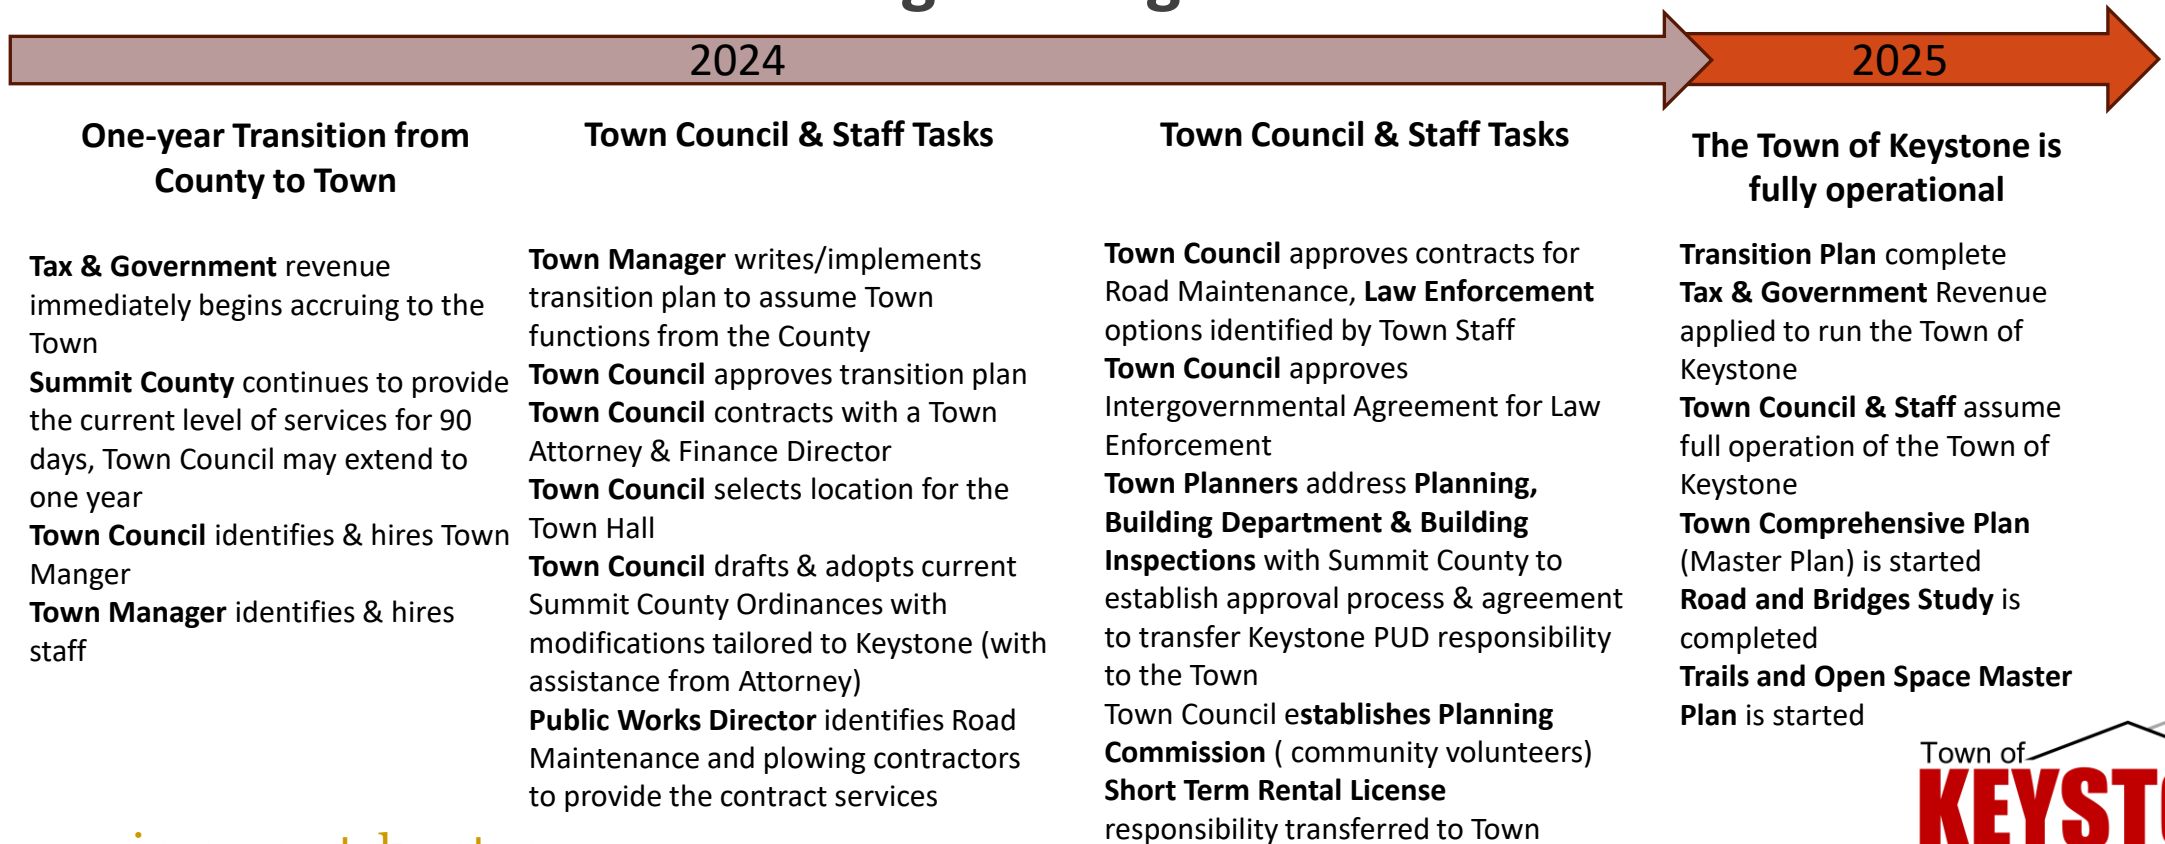 2024
2025
One-year Transition from
County to Town
Tax & Government revenue
immediately begins accruing to the
Town
Summit County continues to provide
the current level of services for 90
days, Town Council may extend to
one year
Town Council identifies & hires Town
Manger
Town Manager identifies & hires
staff
Town Council & Staff Tasks
Town Manager writes/implements
transition plan to assume Town
functions from the County
Town Council approves transition plan
Town Council contracts with a Town
Attorney & Finance Director
Town Council selects location for the
Town Hall
Town Council drafts & adopts current
Summit County Ordinances with
modifications tailored to Keystone (with
assistance from Attorney)
Public Works Director identifies Road
Maintenance and plowing contractors
to provide the contract services
Town Council & Staff Tasks
Town Council approves contracts for
Road Maintenance, Law Enforcement
options identified by Town Staff
Town Council approves
Intergovernmental Agreement for Law
Enforcement
Town Planners address Planning,
Building Department & Building
Inspections with Summit County to
establish approval process & agreement
to transfer Keystone PUD responsibility
to the Town
Town Council establishes Planning
Commission ( community volunteers)
Short Term Rental License
responsibility transferred to Town
The Town of Keystone is
fully operational
Transition Plan complete
Tax & Government Revenue
applied to run the Town of
Keystone
Town Council & Staff assume
full operation of the Town of
Keystone
Town Comprehensive Plan
(Master Plan) is started
Road and Bridges Study is
completed
Trails and Open Space Master
Plan is started
Town of
KEYST